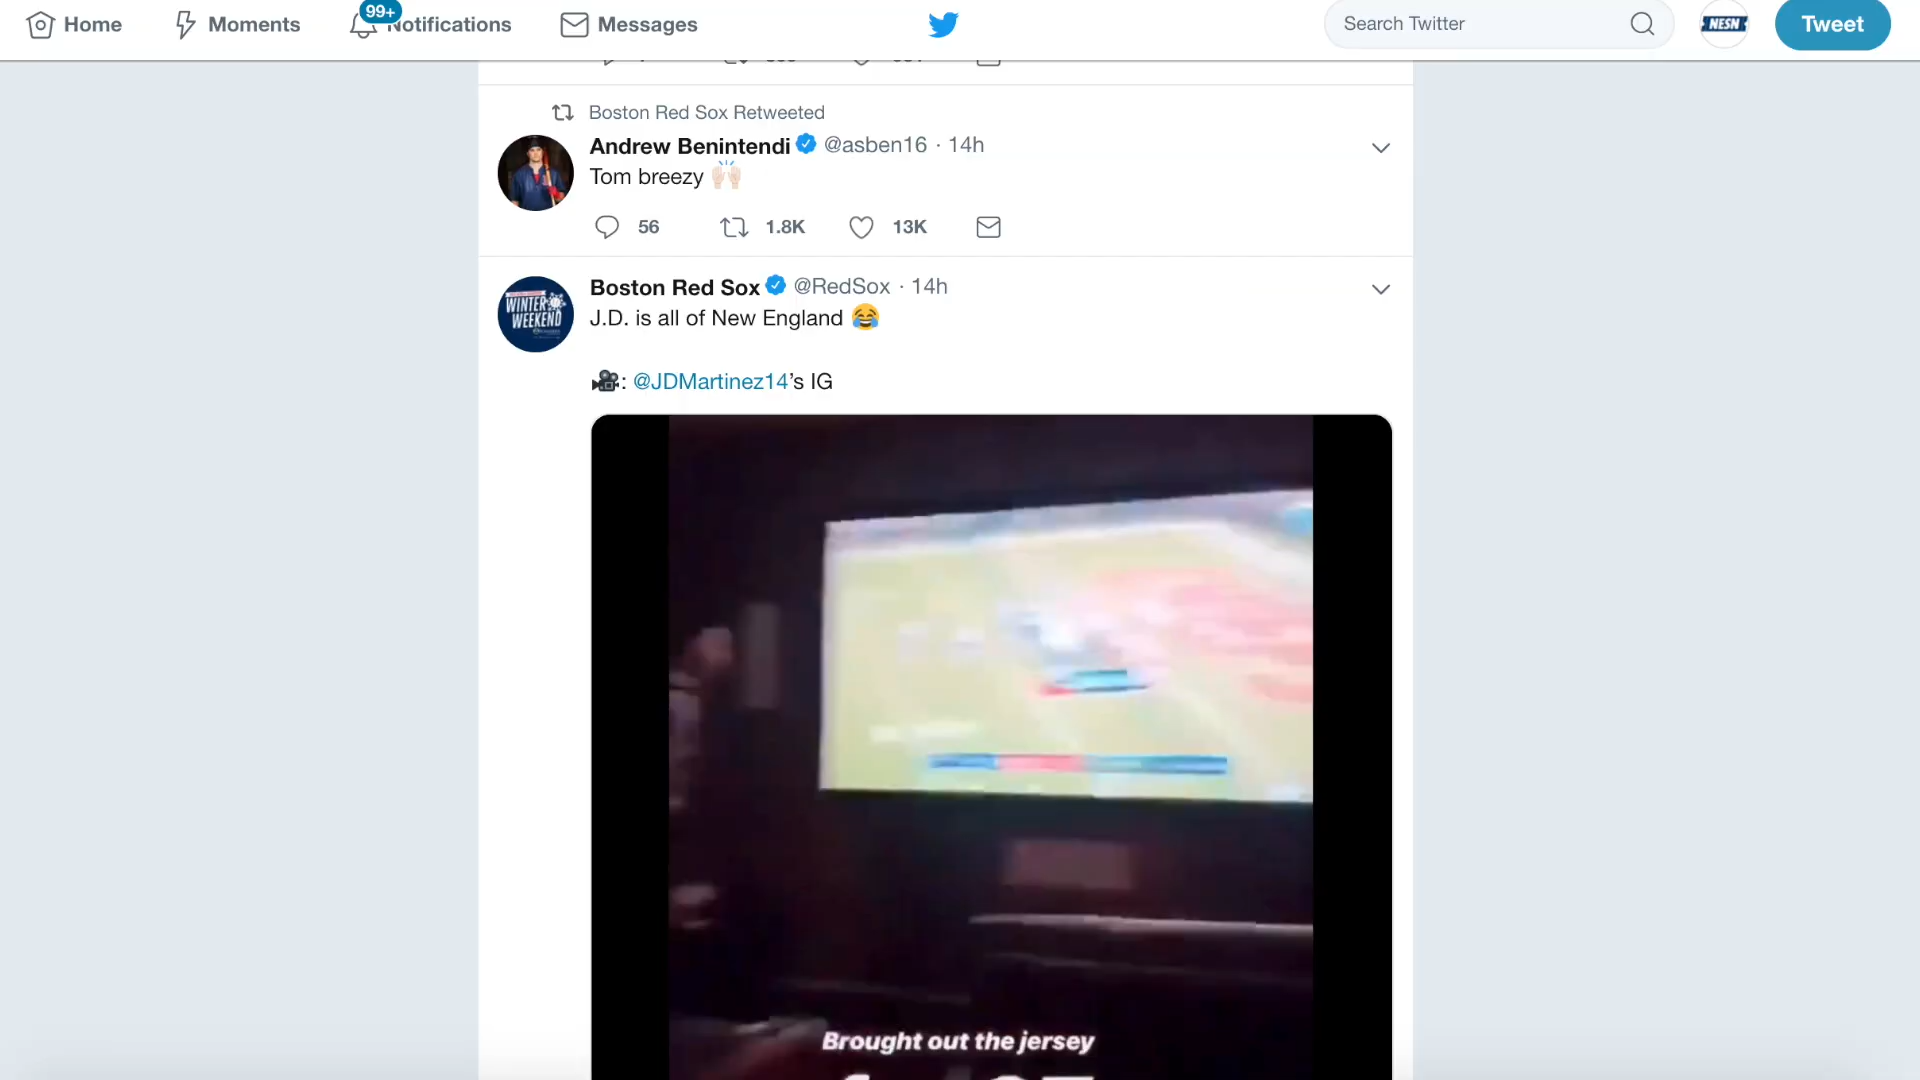 Home
Moments
99+
Notifications
Messages
Search Twitter
NESN
Tweet
Boston Red Sox Retweeted
Andrew Benintendi @asben16 · 14h
Tom breezy 🙌🏻
56
1.8K
13K
WINTER
WEEKEND
Boston Red Sox @RedSox · 14h
J.D. is all of New England 😂
🎥: @JDMartinez14’s IG
Brought out the jersey